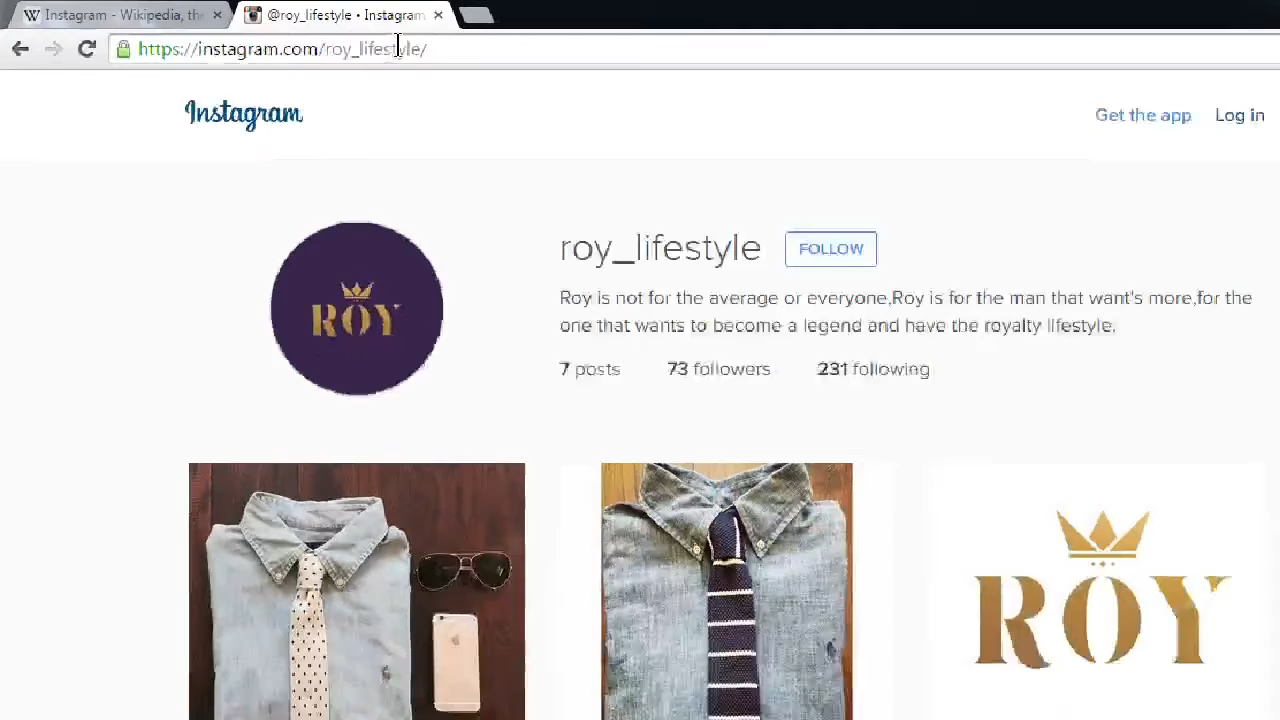 Instagram - Wikipedia, the
@roy_lifestyle • Instagram
https://instagram.com/roy_lifestyle/
Instagram
Get the app
Log in
roy_lifestyle
FOLLOW
Roy is not for the average or everyone,Roy is for the man that want's more,for the
one that wants to become a legend and have the royalty lifestyle.
7 posts
73 followers
231 following
ROY
ROY